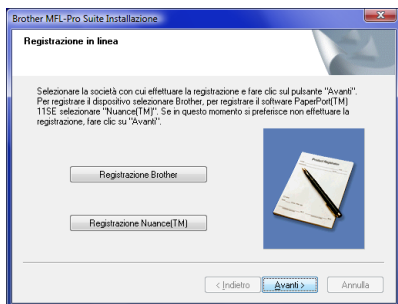 Brother MFL-Pro Suite Installazione
Registrazione in linea
Selezionare la società con cui effettuare la registrazione e fare clic sul pulsante "Avanti".
Per registrare il dispositivo selezionare Brother, per registrare il software PaperPort(TM)
11SE selezionare "Nuance(TM)". Se in questo momento si preferisce non effettuare la
registrazione, fare clic su "Avanti".
Product Registration
Registrazione Brother
Registrazione Nuance(TM)
< Indietro
Avanti >
Annulla